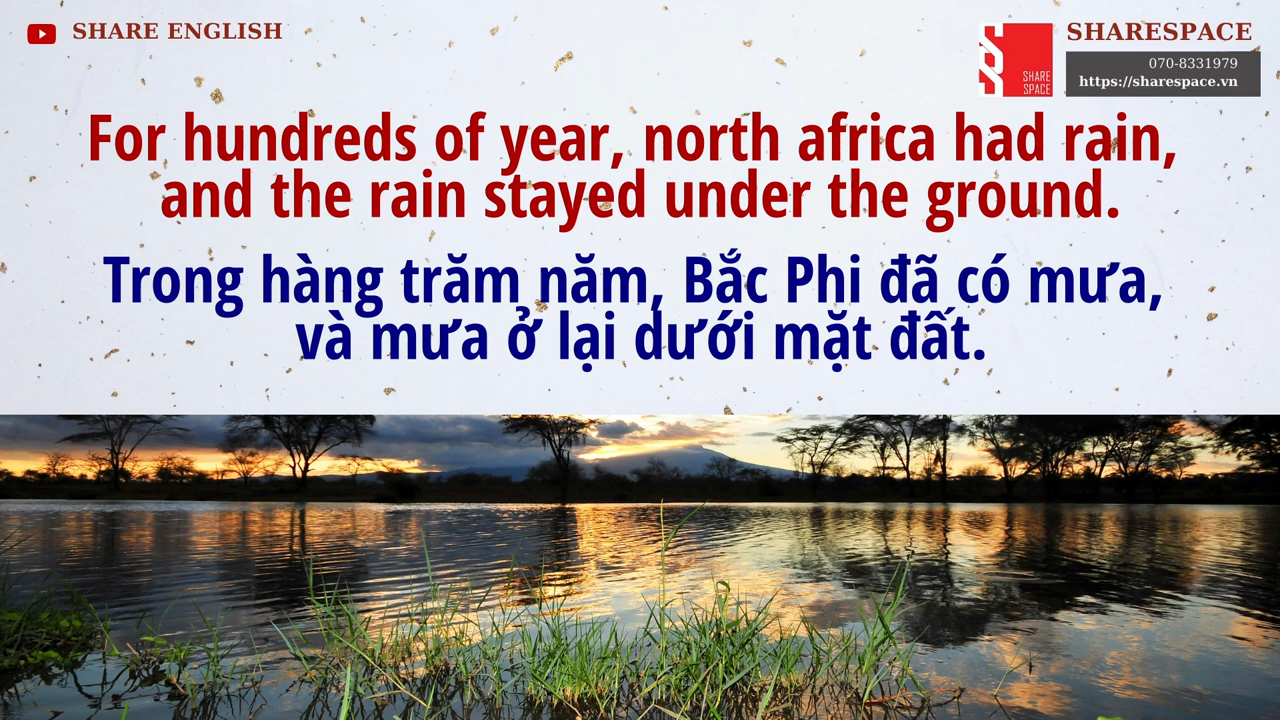 SHARE ENGLISH
SHARESPACE
SHARE
SPACE
070-8331979
https://sharespace.vn
For hundreds of year, north africa had rain,
and the rain stayed under the ground.
Trong hàng trăm năm, Bắc Phi đã có mưa,
và mưa ở lại dưới mặt đất.